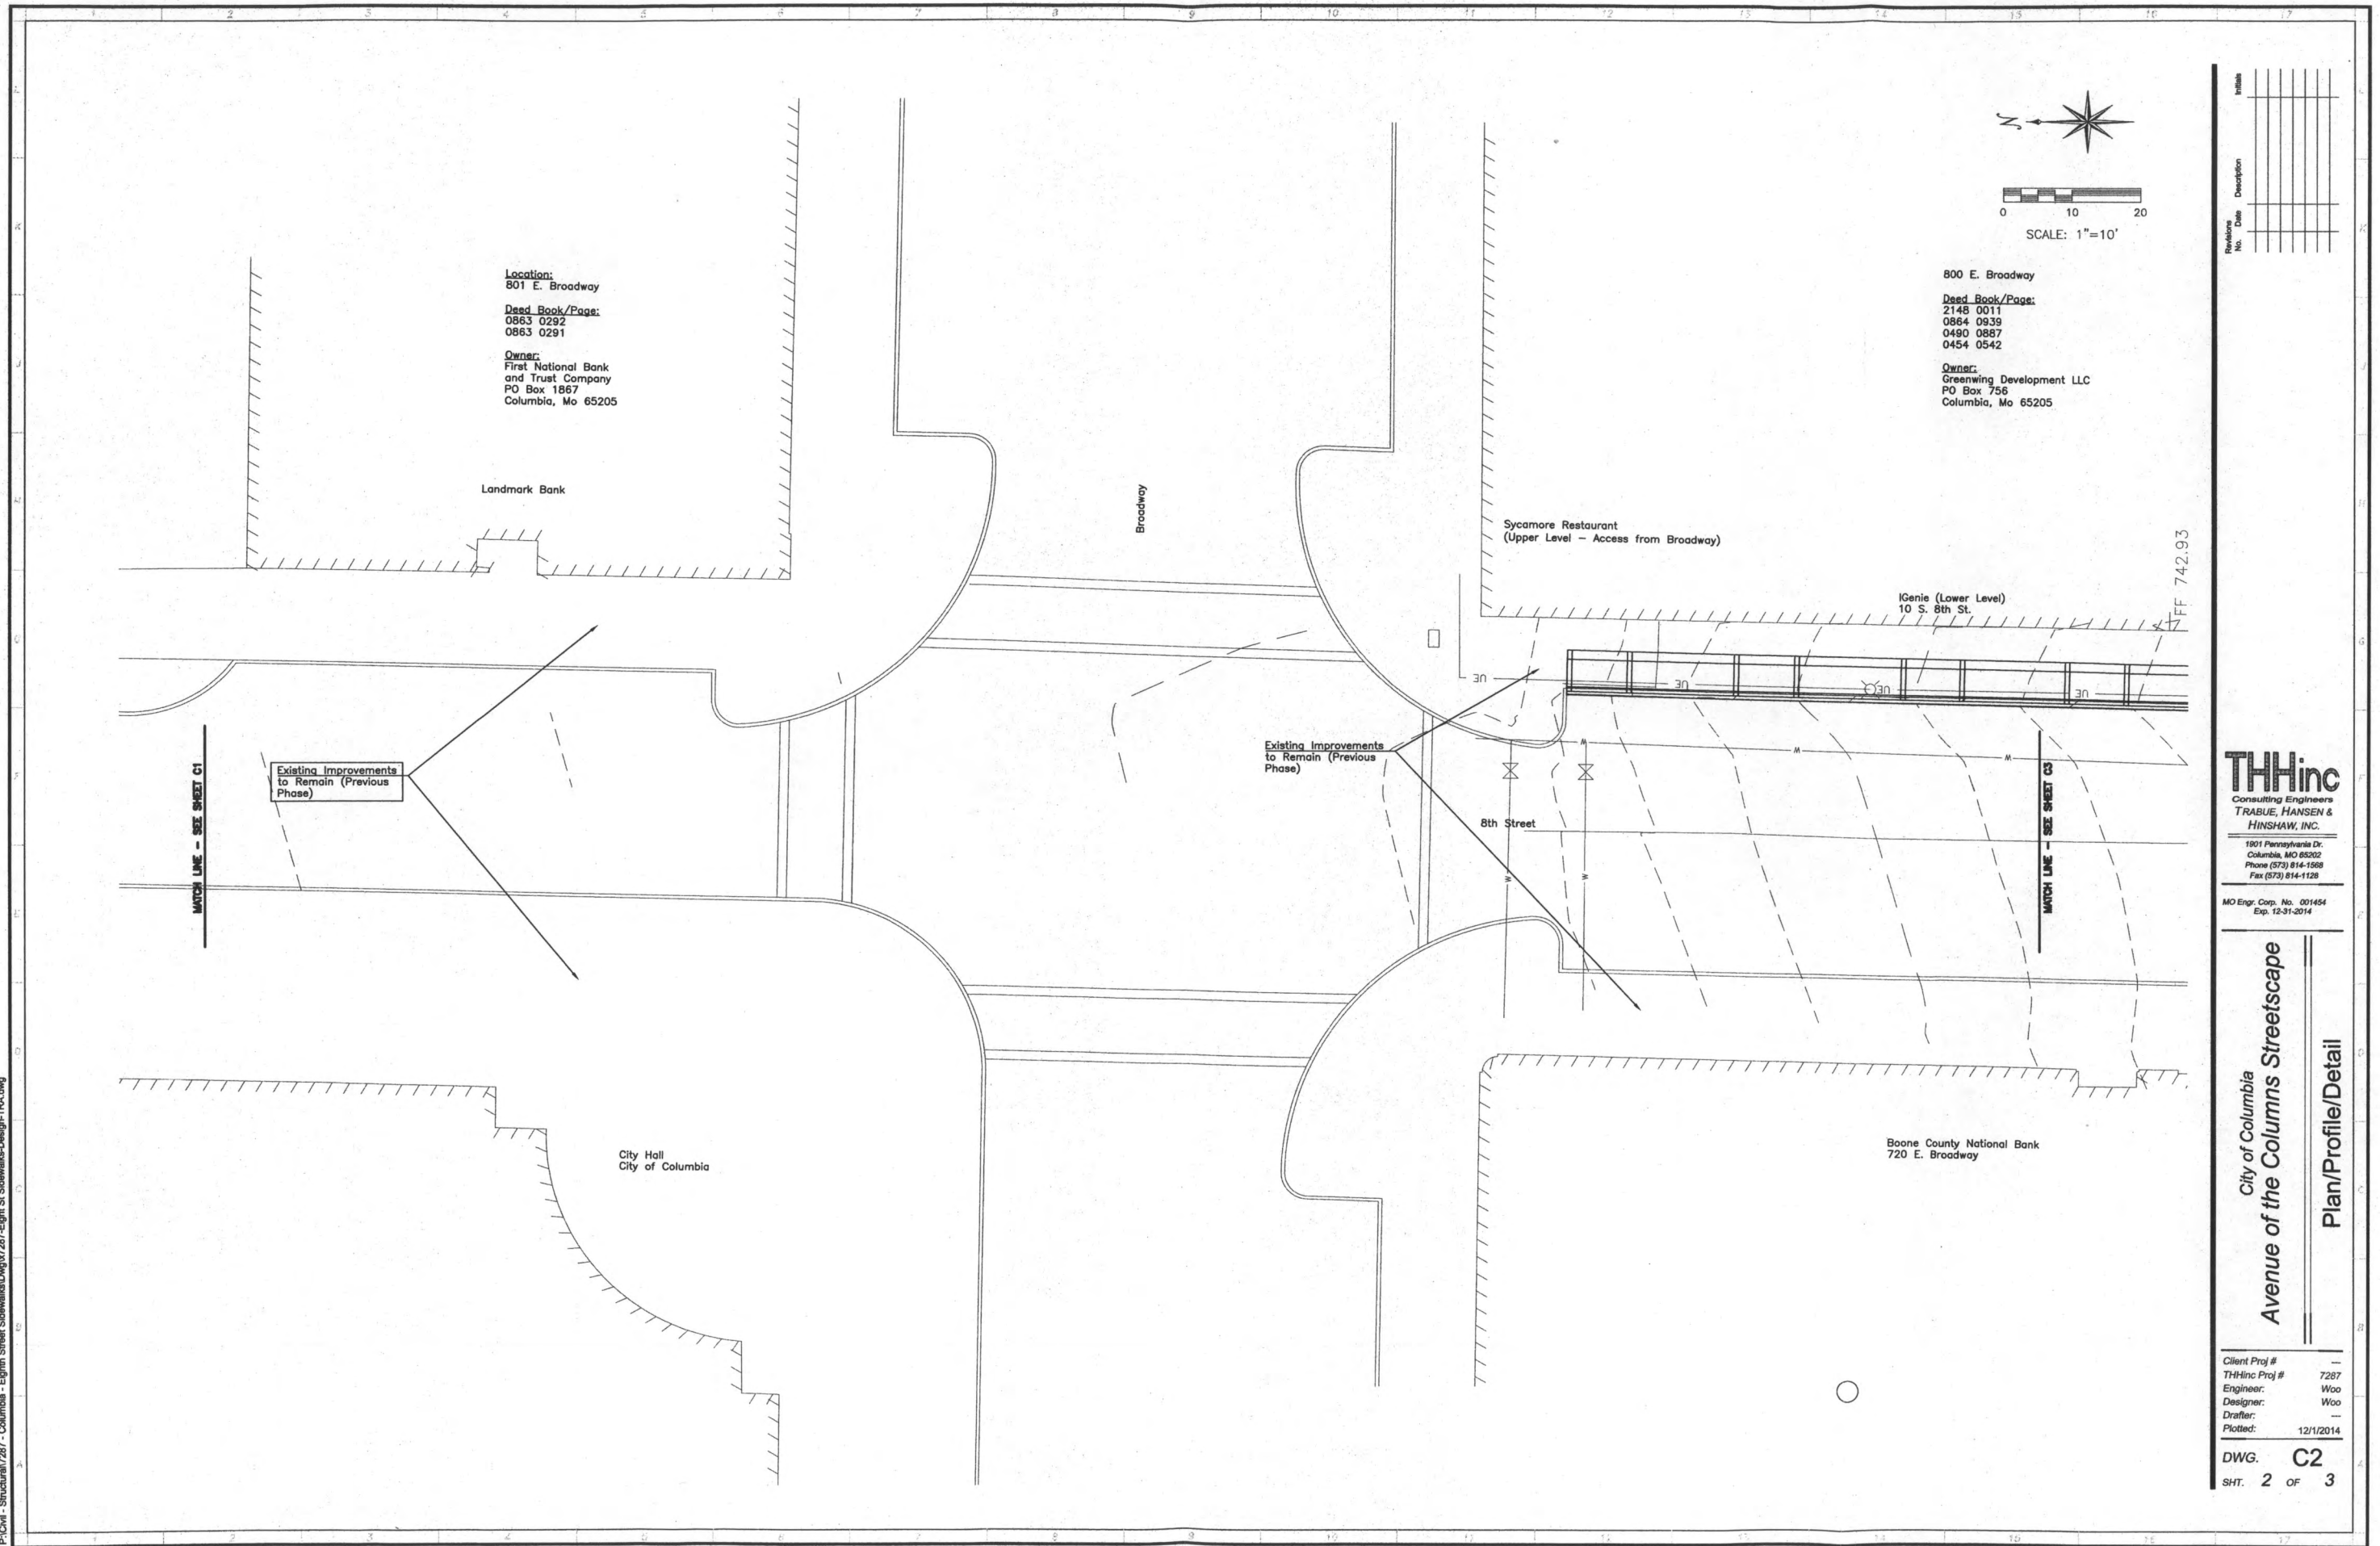 N
0 10 20
SCALE: 1"=10'
Location:
801 E. Broadway
Deed Book/Page:
0863 0292
0863 0291
Owner:
First National Bank
and Trust Company
PO Box 1867
Columbia, Mo 65205
Landmark Bank
Broadway
800 E. Broadway
Deed Book/Page:
2148 0011
0864 0939
0490 0887
0454 0542
Owner:
Greenwing Development LLC
PO Box 756
Columbia, Mo 65205
Sycamore Restaurant
(Upper Level – Access from Broadway)
IGenie (Lower Level)
10 S. 8th St.
FF 742.93
UE
UE
UE
UE
Existing Improvements
to Remain (Previous
Phase)
Existing Improvements
to Remain (Previous
Phase)
MATCH LINE – SEE SHEET C1
8th Street
W
W
W
W
W
MATCH LINE – SEE SHEET C3
City Hall
City of Columbia
Boone County National Bank
720 E. Broadway
Revisions
No. Date Description Initials
THHinc
Consulting Engineers
TRABUE, HANSEN &
HINSHAW, INC.
1901 Pennsylvania Dr.
Columbia, MO 65202
Phone (573) 814-1568
Fax (573) 814-1128
MO Engr. Corp. No. 001454
Exp. 12-31-2014
City of Columbia
Avenue of the Columns Streetscape
Plan/Profile/Detail
Client Proj # —
THHinc Proj # 7287
Engineer: Woo
Designer: Woo
Drafter: —
Plotted: 12/1/2014
DWG. C2
SHT. 2 OF 3